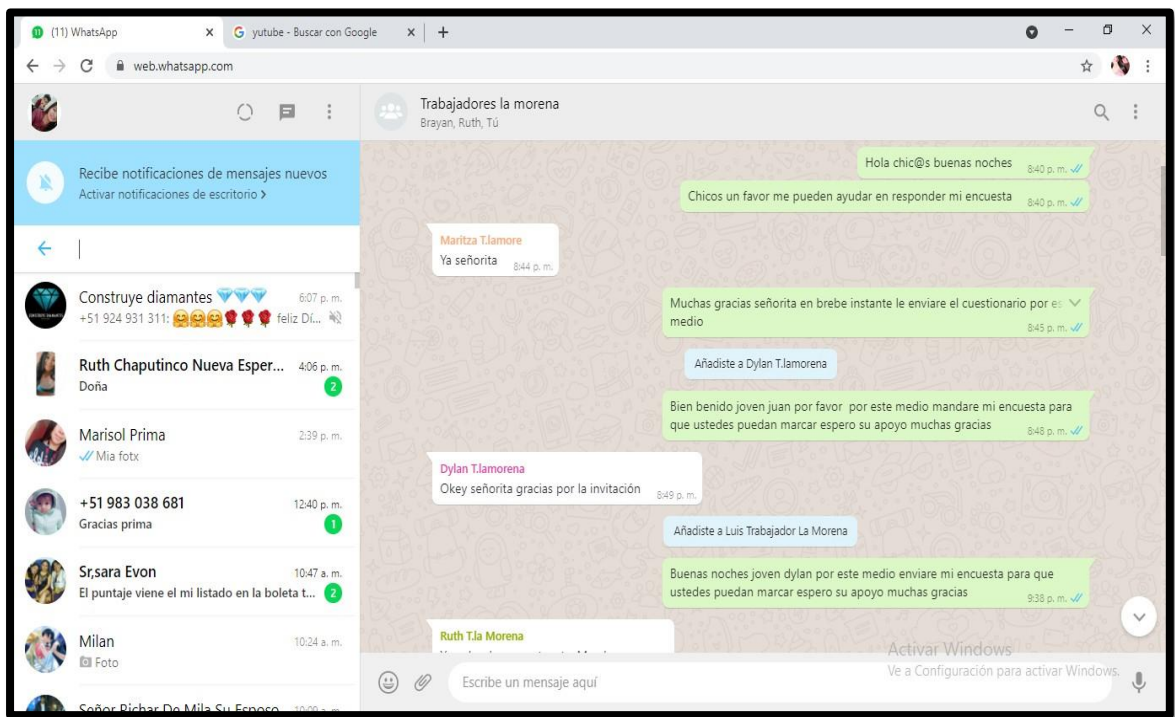 (11) WhatsApp
yutube - Buscar con Google
web.whatsapp.com
Trabajadores la morena
Brayan, Ruth, Tú
Recibe notificaciones de mensajes nuevos
Activar notificaciones de escritorio >
Construye diamantes 💎💎💎 6:07 p. m.
+51 924 931 311: 🤗🤗🤗🌹🌹🌹 feliz Dí...
Ruth Chaputinco Nueva Esper... 4:06 p. m.
Doña 2
Marisol Prima 2:39 p. m.
Mia fotx
+51 983 038 681 12:40 p. m.
Gracias prima 1
Sr,sara Evon 10:47 a. m.
El puntaje viene el mi listado en la boleta t... 2
Milan 10:24 a. m.
Foto
Señor Richar De Mila Su Esposo 10:09 a. m.
Hola chic@s buenas noches 8:40 p. m.
Chicos un favor me pueden ayudar en responder mi encuesta 8:40 p. m.
Maritza T.lamore
Ya señorita 8:44 p. m.
Muchas gracias señorita en brebe instante le enviare el cuestionario por es
medio 8:45 p. m.
Añadiste a Dylan T.lamorena
Bien benido joven juan por favor por este medio mandare mi encuesta para
que ustedes puedan marcar espero su apoyo muchas gracias 8:48 p. m.
Dylan T.lamorena
Okey señorita gracias por la invitación 8:49 p. m.
Añadiste a Luis Trabajador La Morena
Buenas noches joven dylan por este medio enviare mi encuesta para que
ustedes puedan marcar espero su apoyo muchas gracias 9:38 p. m.
Ruth T.la Morena
Activar Windows
Ve a Configuración para activar Windows.
Escribe un mensaje aquí